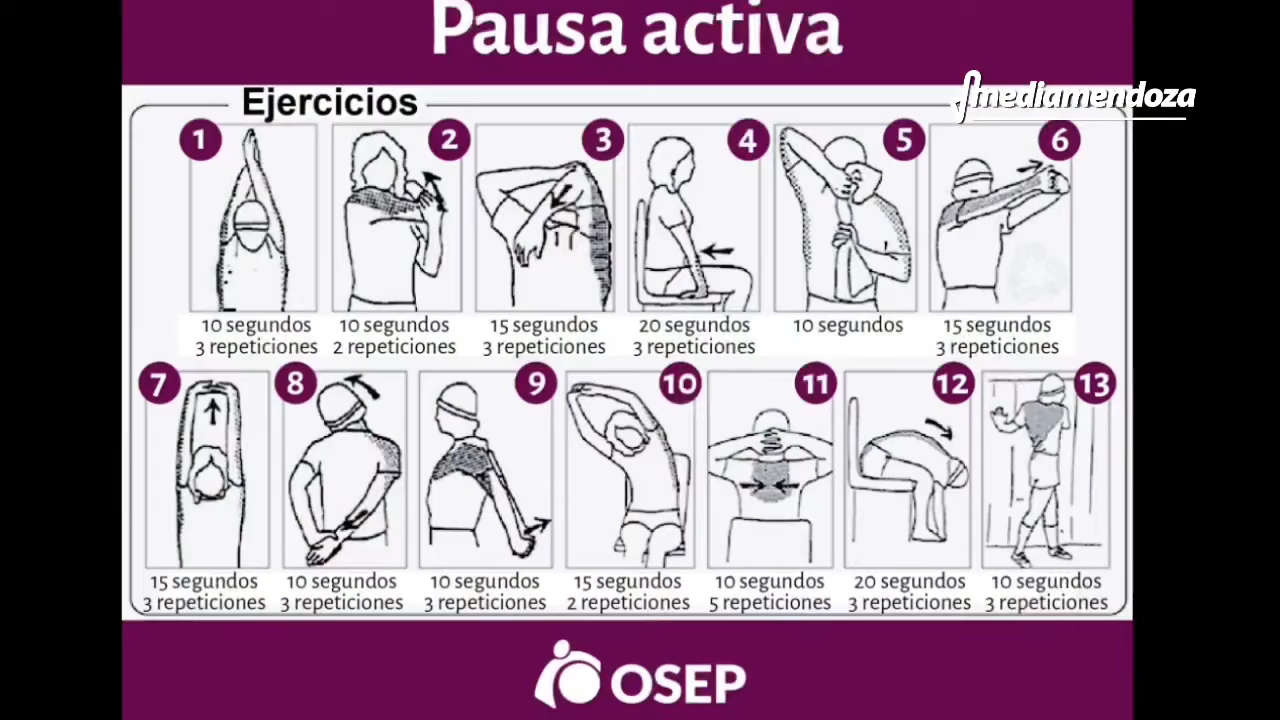 Pausa activa
mediamendoza
Ejercicios
1 2 3 4 5 6
10 segundos 10 segundos 15 segundos 20 segundos 10 segundos 15 segundos
3 repeticiones 2 repeticiones 3 repeticiones 3 repeticiones 3 repeticiones
7 8 9 10 11 12 13
15 segundos 10 segundos 10 segundos 15 segundos 10 segundos 20 segundos 10 segundos
3 repeticiones 3 repeticiones 3 repeticiones 2 repeticiones 5 repeticiones 3 repeticiones 3 repeticiones
OSEP